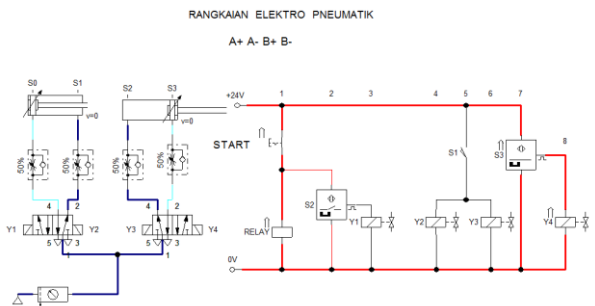 RANGKAIAN ELEKTRO PNEUMATIK
A+ A- B+ B-
S0 S1 S2 S3
+24V 1 2 3 4 5 6 7 8
v=0 v=0
START
50% 50% 50% 50%
S1 S3
4 2 4 2
S2
Y1 Y2 Y3 Y4
RELAY Y1 Y2 Y3 Y4
5 3 5 3
1 1
0V